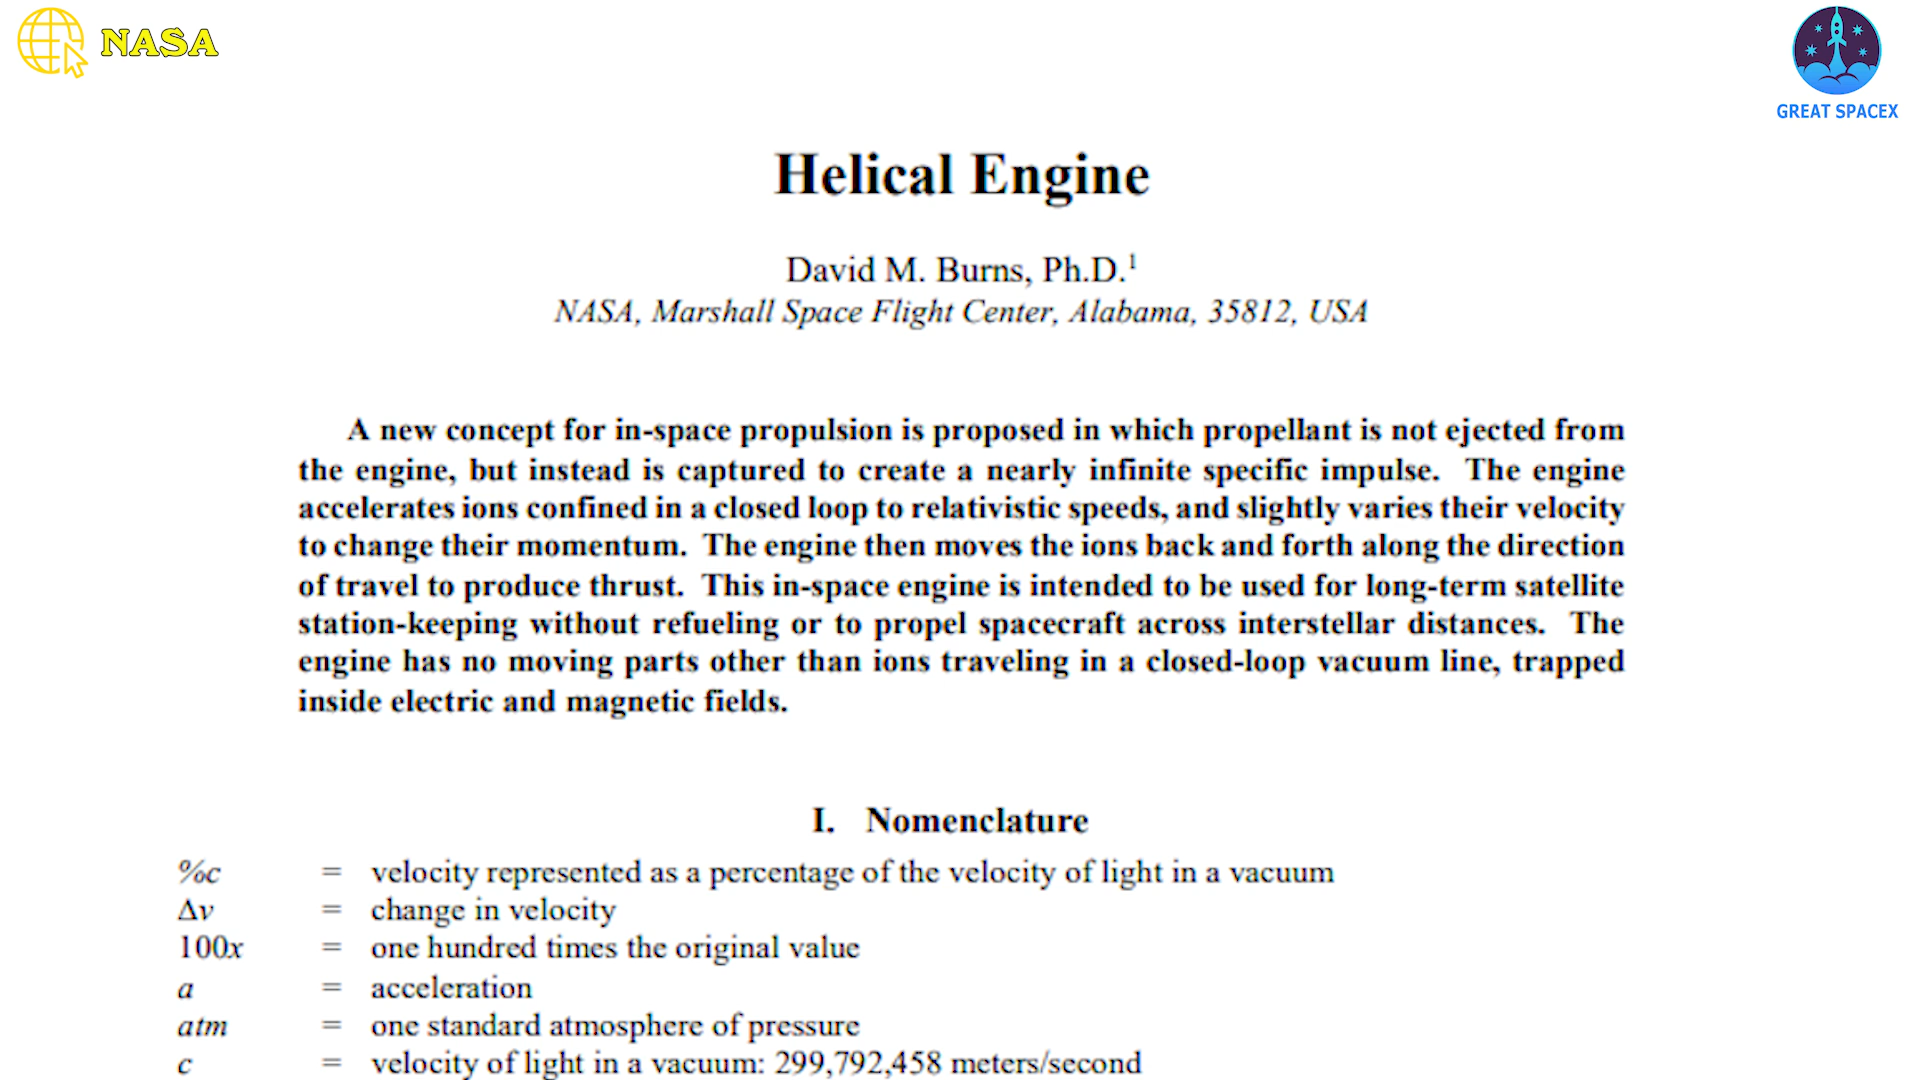 NASA
GREAT SPACEX
Helical Engine
David M. Burns, Ph.D.¹
NASA, Marshall Space Flight Center, Alabama, 35812, USA
A new concept for in-space propulsion is proposed in which propellant is not ejected from
the engine, but instead is captured to create a nearly infinite specific impulse. The engine
accelerates ions confined in a closed loop to relativistic speeds, and slightly varies their velocity
to change their momentum. The engine then moves the ions back and forth along the direction
of travel to produce thrust. This in-space engine is intended to be used for long-term satellite
station-keeping without refueling or to propel spacecraft across interstellar distances. The
engine has no moving parts other than ions traveling in a closed-loop vacuum line, trapped
inside electric and magnetic fields.
I. Nomenclature
%c = velocity represented as a percentage of the velocity of light in a vacuum
Δv = change in velocity
100x = one hundred times the original value
a = acceleration
atm = one standard atmosphere of pressure
c = velocity of light in a vacuum: 299,792,458 meters/second